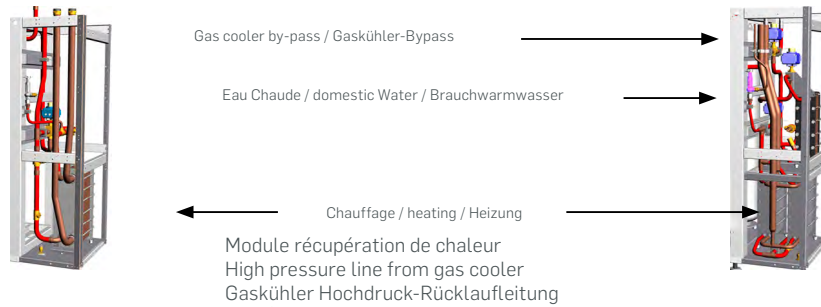 Gas cooler by-pass / Gaskühler-Bypass
Eau Chaude / domestic Water / Brauchwarmwasser
Chauffage / heating / Heizung
Module récupération de chaleur
High pressure line from gas cooler
Gaskühler Hochdruck-Rücklaufleitung